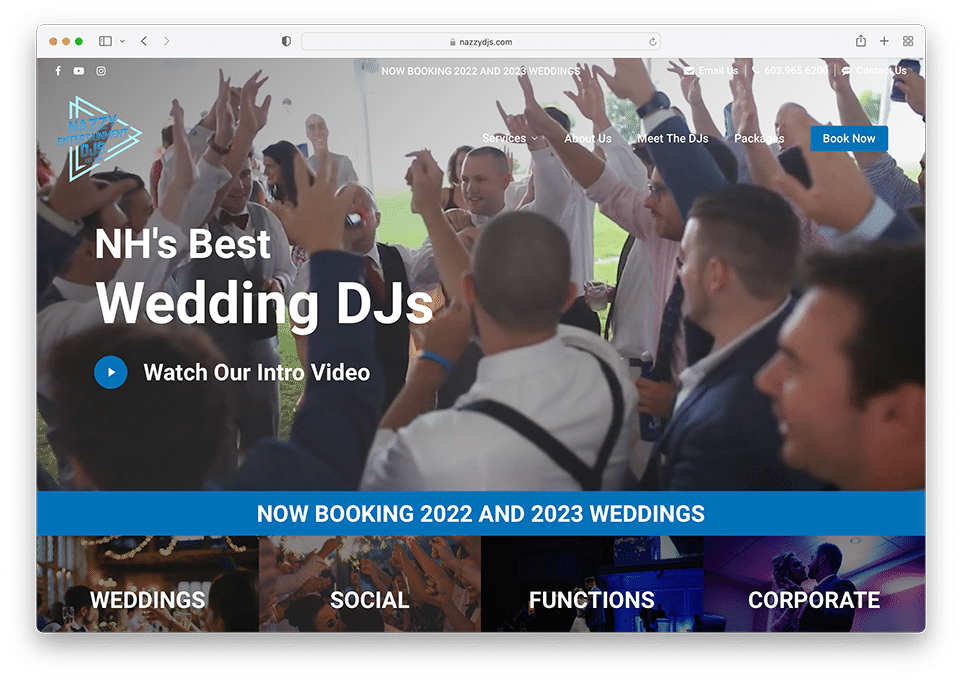 nazzydjs.com
NOW BOOKING 2022 AND 2023 WEDDINGS
Email Us
603.965.6200
Contact Us
NAZZY
ENTERTAINMENT
DJS
Services
About Us
Meet The DJs
Packages
Book Now
NH's Best
Wedding DJs
Watch Our Intro Video
NOW BOOKING 2022 AND 2023 WEDDINGS
WEDDINGS
SOCIAL
FUNCTIONS
CORPORATE